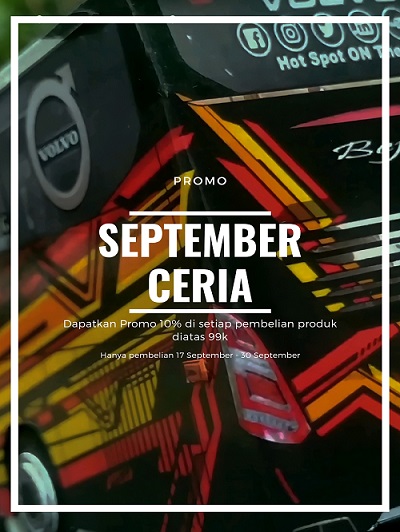 VOLVO
Hot Spot ON The
VOLVO
PROMO
SEPTEMBER
CERIA
Dapatkan Promo 10% di setiap pembelian produk
diatas 99k
Hanya pembelian 17 September - 30 September